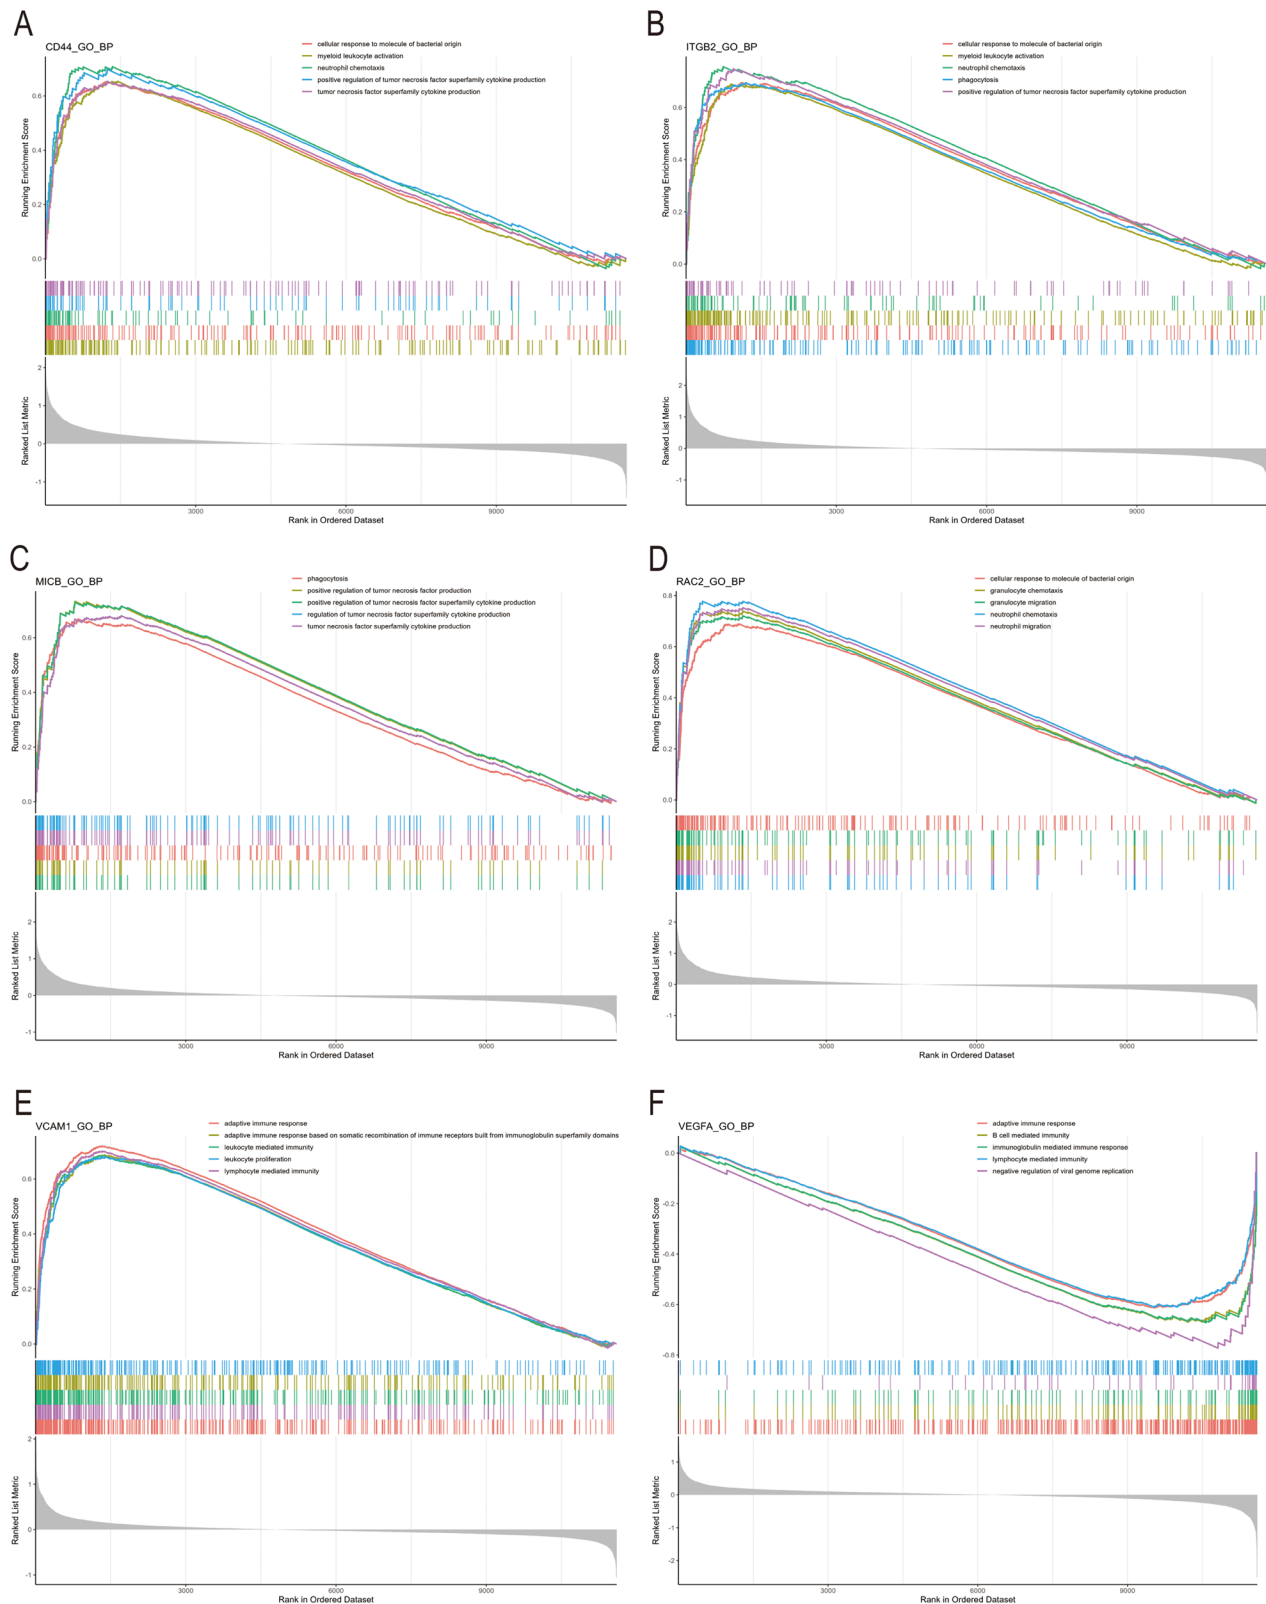 A
CD44_GO_BP
cellular response to molecule of bacterial origin
myeloid leukocyte activation
neutrophil chemotaxis
positive regulation of tumor necrosis factor superfamily cytokine production
tumor necrosis factor superfamily cytokine production
Running Enrichment Score
0.6
0.4
0.2
0.0
Ranked List Metric
2
1
0
-1
3000
6000
9000
Rank in Ordered Dataset
B
ITGB2_GO_BP
cellular response to molecule of bacterial origin
myeloid leukocyte activation
neutrophil chemotaxis
phagocytosis
positive regulation of tumor necrosis factor superfamily cytokine production
Running Enrichment Score
0.6
0.4
0.2
0.0
Ranked List Metric
2
1
0
-1
3000
6000
9000
Rank in Ordered Dataset
C
MICB_GO_BP
phagocytosis
positive regulation of tumor necrosis factor production
positive regulation of tumor necrosis factor superfamily cytokine production
regulation of tumor necrosis factor superfamily cytokine production
tumor necrosis factor superfamily cytokine production
Running Enrichment Score
0.6
0.4
0.2
0.0
Ranked List Metric
2
1
0
-1
3000
6000
9000
Rank in Ordered Dataset
D
RAC2_GO_BP
cellular response to molecule of bacterial origin
granulocyte chemotaxis
granulocyte migration
neutrophil chemotaxis
neutrophil migration
Running Enrichment Score
0.8
0.6
0.4
0.2
0.0
Ranked List Metric
2
1
0
-1
3000
6000
9000
Rank in Ordered Dataset
E
VCAM1_GO_BP
adaptive immune response
adaptive immune response based on somatic recombination of immune receptors built from immunoglobulin superfamily domains
leukocyte mediated immunity
leukocyte proliferation
lymphocyte mediated immunity
Running Enrichment Score
0.6
0.4
0.2
0.0
Ranked List Metric
2
1
0
-1
3000
6000
9000
Rank in Ordered Dataset
F
VEGFA_GO_BP
adaptive immune response
B cell mediated immunity
immunoglobulin mediated immune response
lymphocyte mediated immunity
negative regulation of viral genome replication
Running Enrichment Score
0.0
-0.2
-0.4
-0.6
-0.8
Ranked List Metric
1
0
-1
-2
3000
6000
9000
Rank in Ordered Dataset